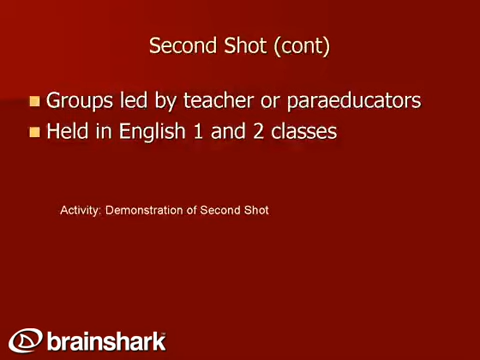 Second Shot (cont)
Groups led by teacher or paraeducators
Held in English 1 and 2 classes
Activity: Demonstration of Second Shot
brainshark